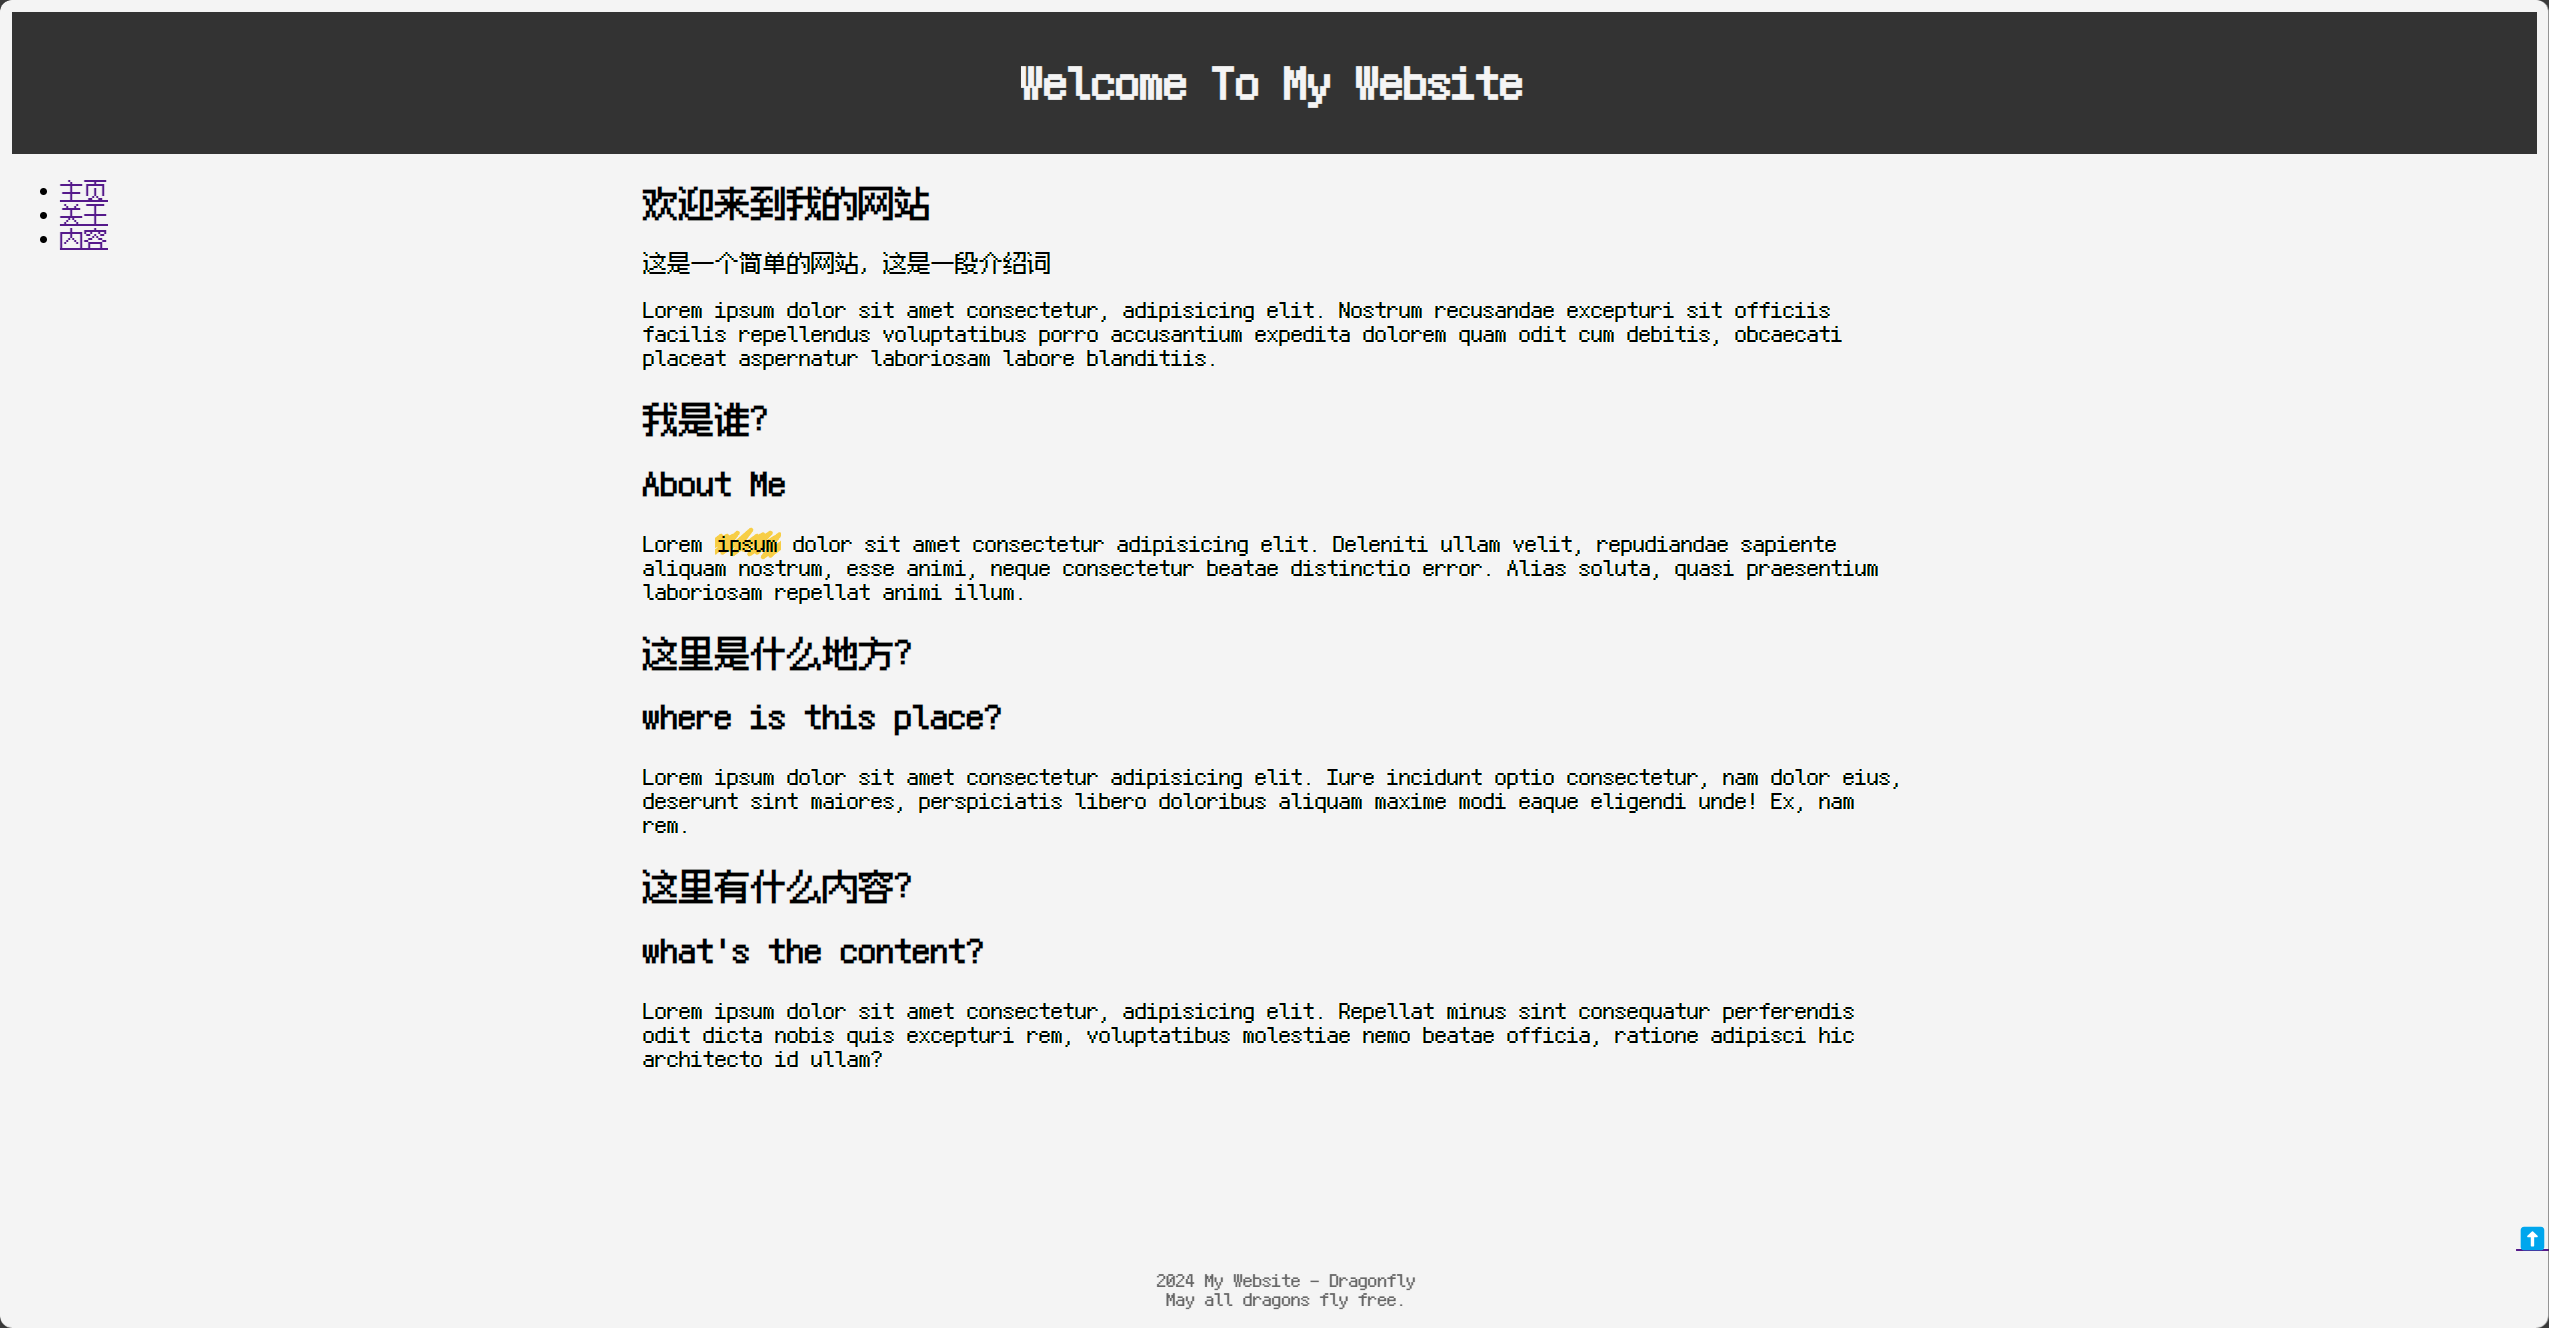 Welcome To My Website
主页
关于
内容
欢迎来到我的网站
这是一个简单的网站，这是一段介绍词
Lorem ipsum dolor sit amet consectetur, adipisicing elit. Nostrum recusandae excepturi sit officiis
facilis repellendus voluptatibus porro accusantium expedita dolorem quam odit cum debitis, obcaecati
placeat aspernatur laboriosam labore blanditiis.
我是谁?
About Me
Lorem ipsum dolor sit amet consectetur adipisicing elit. Deleniti ullam velit, repudiandae sapiente
aliquam nostrum, esse animi, neque consectetur beatae distinctio error. Alias soluta, quasi praesentium
laboriosam repellat animi illum.
这里是什么地方?
where is this place?
Lorem ipsum dolor sit amet consectetur adipisicing elit. Iure incidunt optio consectetur, nam dolor eius,
deserunt sint maiores, perspiciatis libero doloribus aliquam maxime modi eaque eligendi unde! Ex, nam
rem.
这里有什么内容?
what's the content?
Lorem ipsum dolor sit amet consectetur, adipisicing elit. Repellat minus sint consequatur perferendis
odit dicta nobis quis excepturi rem, voluptatibus molestiae nemo beatae officia, ratione adipisci hic
architecto id ullam?
2024 My Website - Dragonfly
May all dragons fly free.